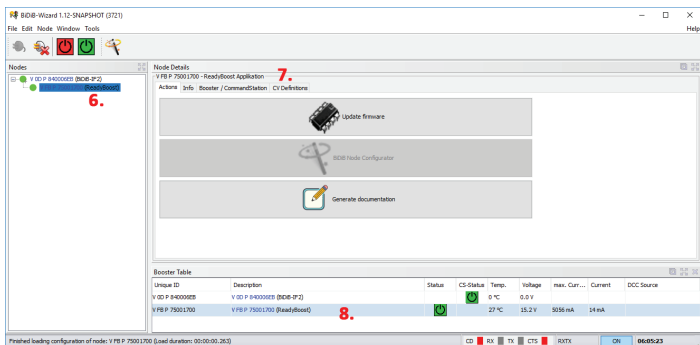 BiDiB-Wizard 1.12-SNAPSHOT (3721)
File Edit Node Window Tools Help
Nodes
V 0D P 840006EB (BiDiB-IF2)
V FB P 75001700 (ReadyBoost)
6.
Node Details
V FB P 75001700 - ReadyBoost Applikation
7.
Actions Info Booster / CommandStation CV Definitions
Update firmware
BiDiB Node Configurator
Generate documentation
Booster Table
Unique ID Description Status CS-Status Temp. Voltage max. Curr... Current DCC Source
V 0D P 840006EB V 0D P 840006EB (BiDiB-IF2) 0 °C 0.0 V
V FB P 75001700 V FB P 75001700 (ReadyBoost) 27 °C 15.2 V 5056 mA 14 mA
8.
Finished loading configuration of node: V FB P 75001700 (Load duration: 00:00:00.263) CD RX TX CTS RXTX ON 06:05:23